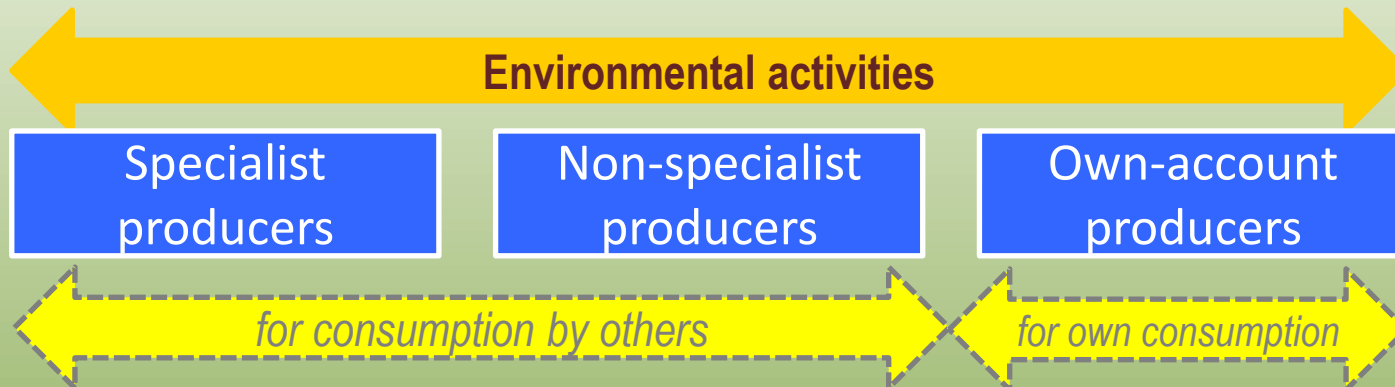 Environmental activities
Specialist
producers
Non-specialist
producers
Own-account
producers
for consumption by others
for own consumption